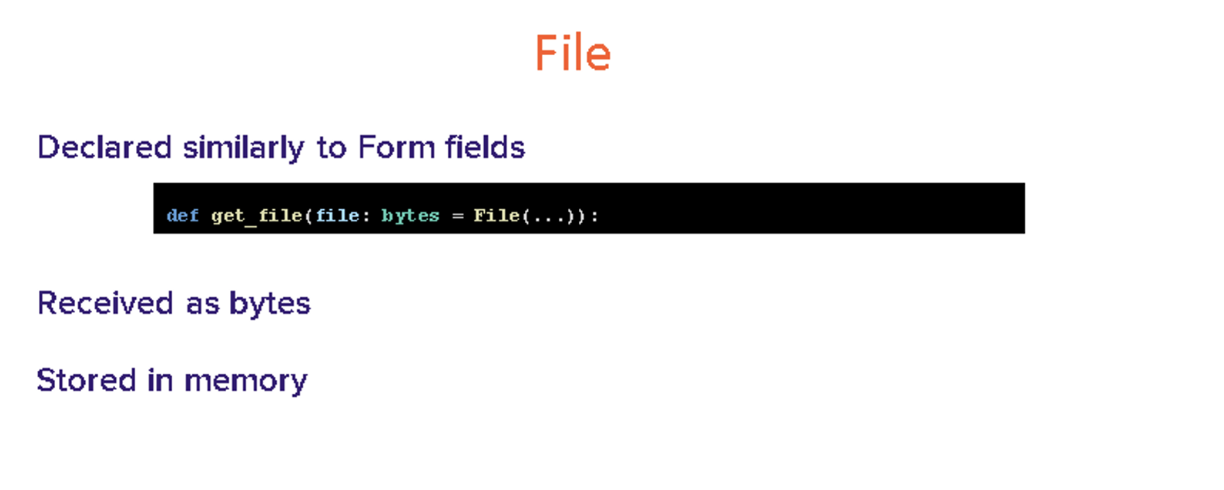 File
Declared similarly to Form fields
def get_file(file: bytes = File(...)):
Received as bytes
Stored in memory